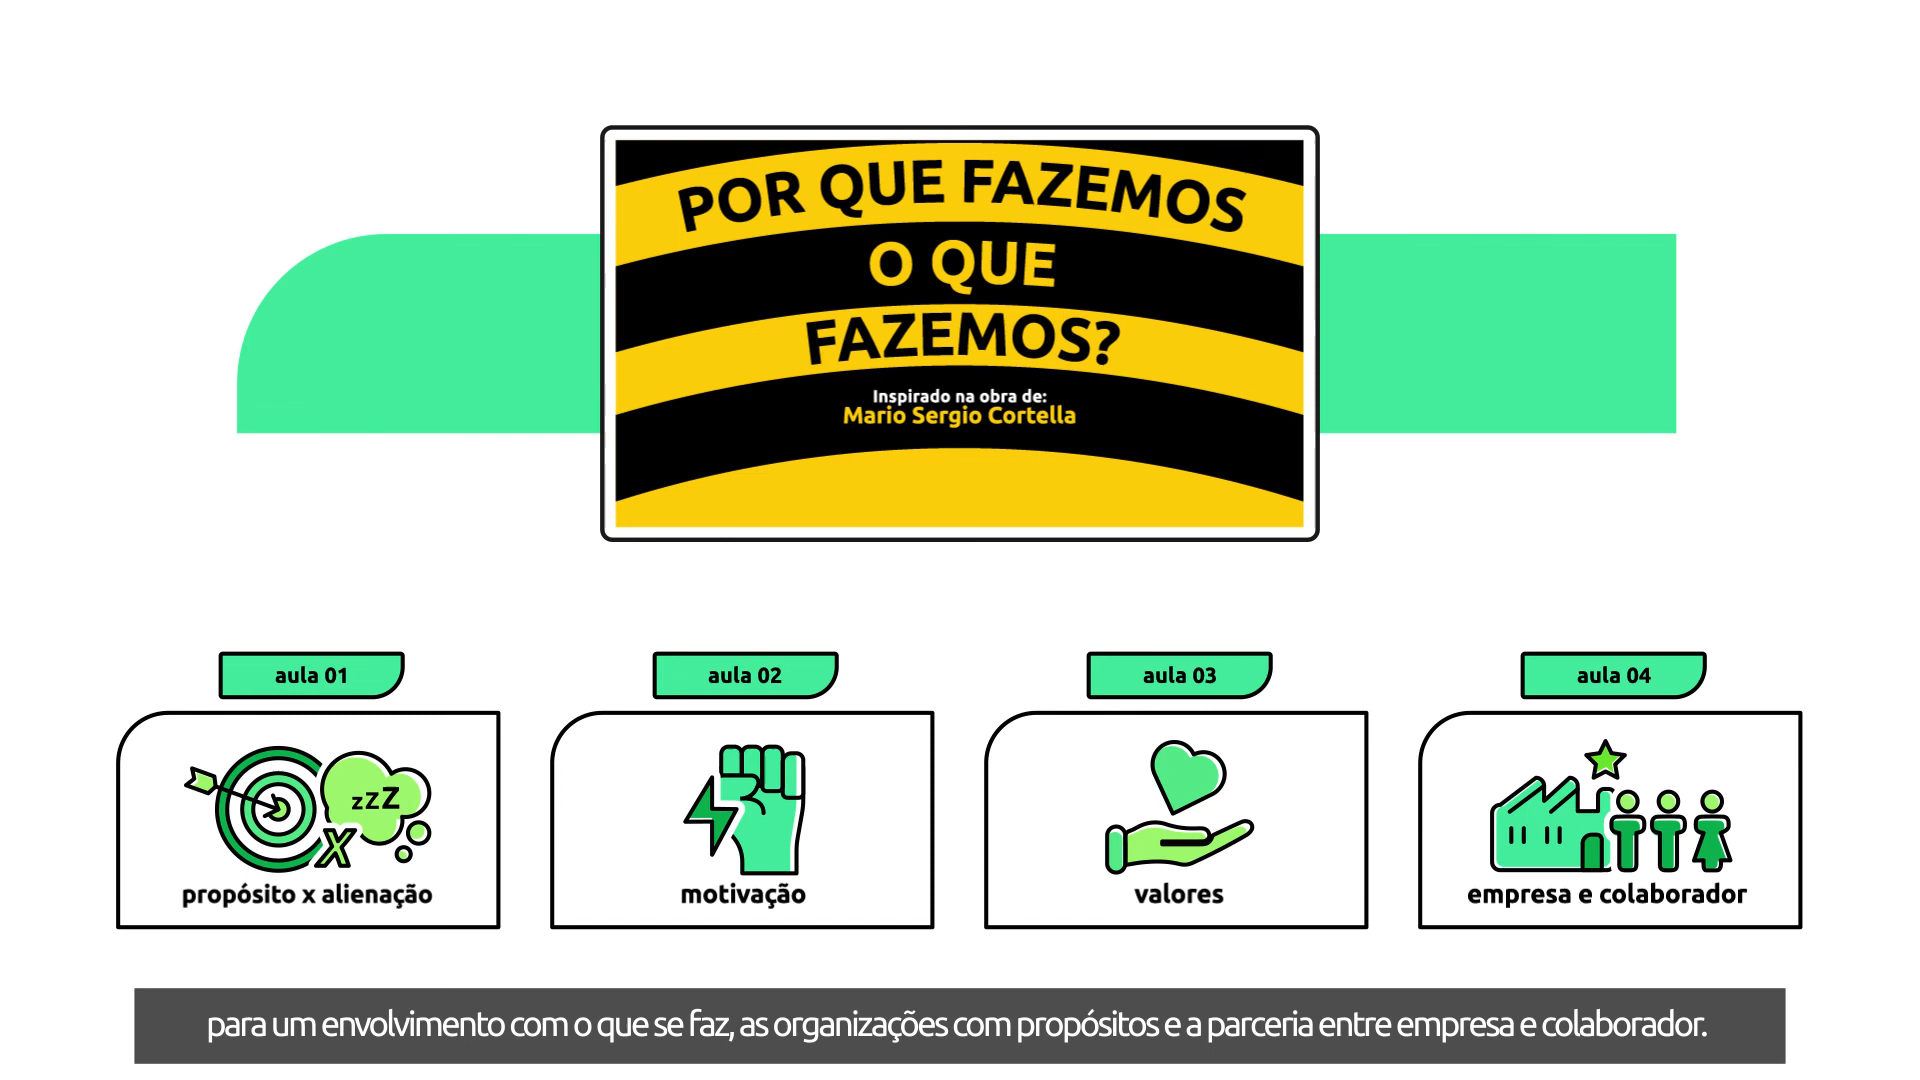 POR QUE FAZEMOS
O QUE
FAZEMOS?
Inspirado na obra de:
Mario Sergio Cortella
aula 01
aula 02
aula 03
aula 04
zZZ
X
propósito x alienação
motivação
valores
empresa e colaborador
para um envolvimento com o que se faz, as organizações com propósitos e a parceria entre empresa e colaborador.